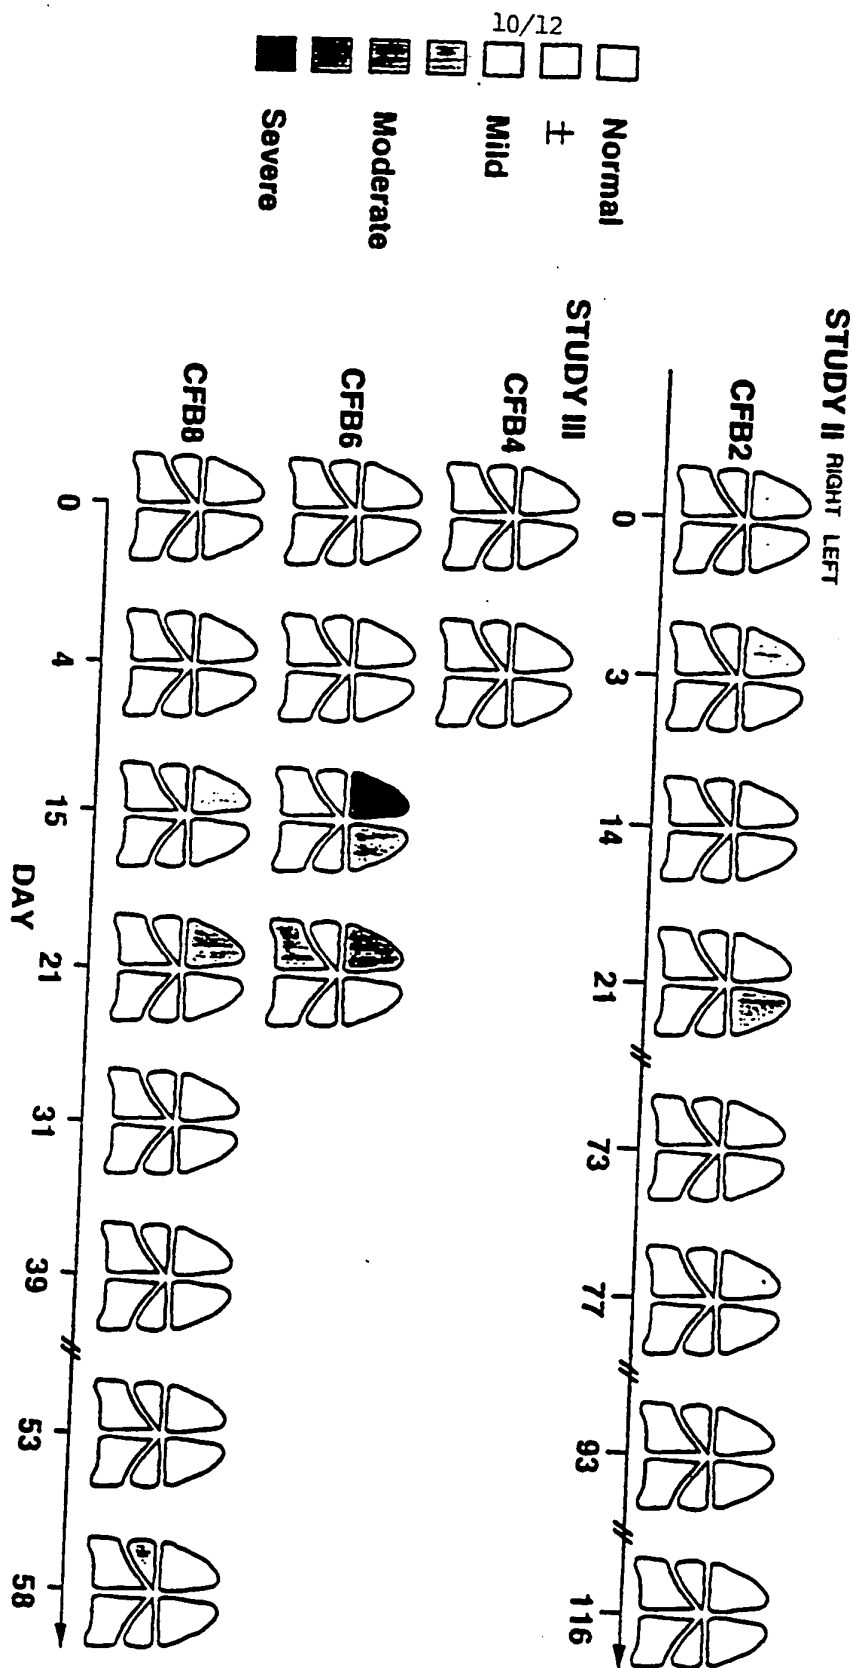 10/12
Normal
±
Mild
Moderate
Severe
STUDY II RIGHT LEFT
CFB2
0 3 14 21 73 77 93 116
STUDY III
CFB4
CFB6
CFB8
0 4 15 21 31 39 53 58
DAY